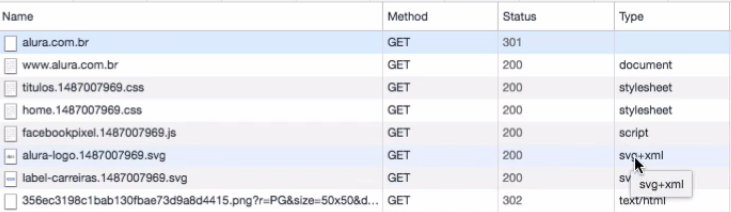 Name Method Status Type
alura.com.br GET 301
www.alura.com.br GET 200 document
titulos.1487007969.css GET 200 stylesheet
home.1487007969.css GET 200 stylesheet
facebookpixel.1487007969.js GET 200 script
alura-logo.1487007969.svg GET 200 svg+xml
label-carreiras.1487007969.svg GET 200
svg+xml
356ec3198c1bab130fbae73d9a8d4415.png?r=PG&size=50x50&d... GET 302 text/html